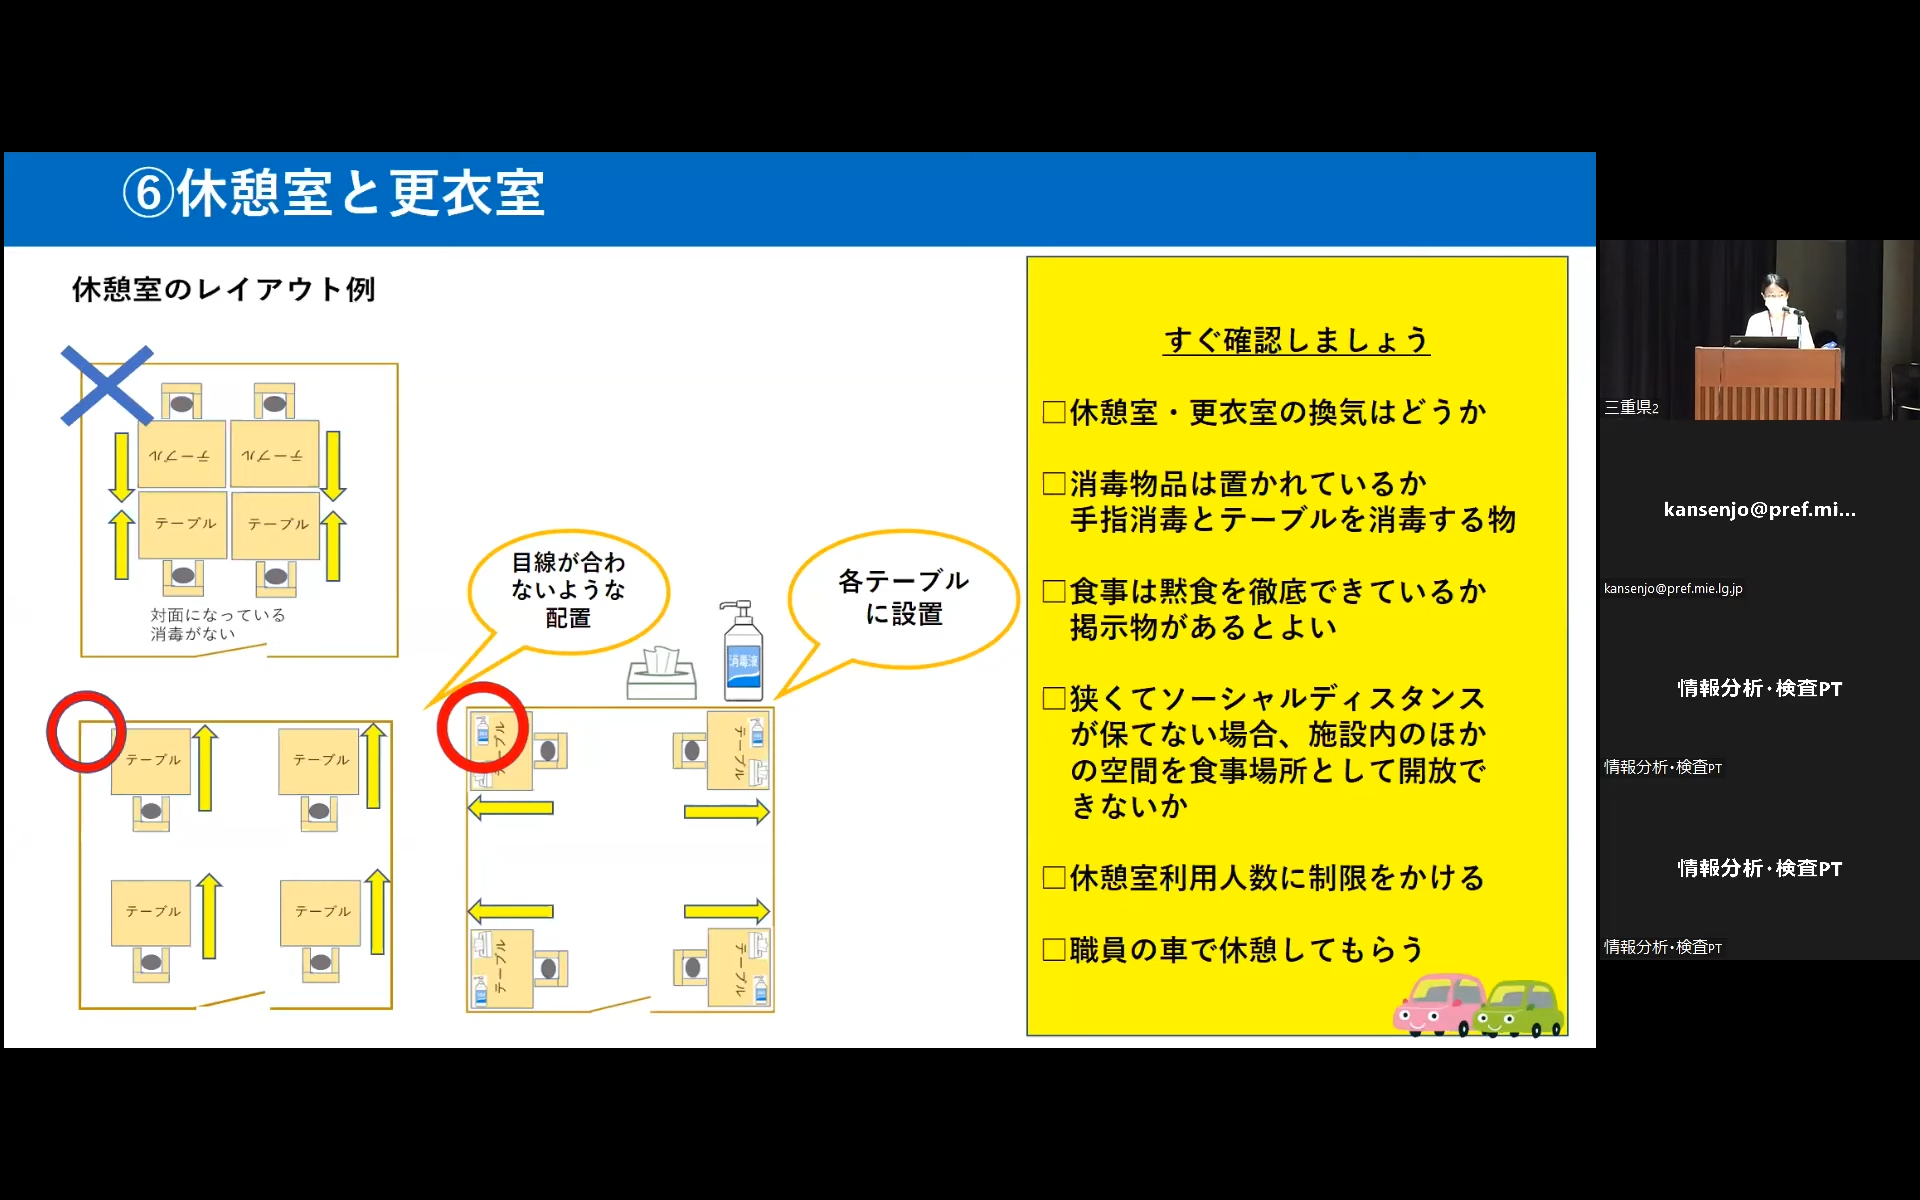 ⑥休憩室と更衣室
休憩室のレイアウト例
テーブル
テーブル
テーブル
テーブル
対面になっている
消毒がない
目線が合わ
ないような
配置
各テーブル
に設置
消毒液
テーブル
テーブル
テーブル
テーブル
テーブル
テーブル
テーブル
テーブル
すぐ確認しましょう
□休憩室・更衣室の換気はどうか
□消毒物品は置かれているか
手指消毒とテーブルを消毒する物
□食事は黙食を徹底できているか
掲示物があるとよい
□狭くてソーシャルディスタンス
が保てない場合、施設内のほか
の空間を食事場所として開放で
きないか
□休憩室利用人数に制限をかける
□職員の車で休憩してもらう
三重県2
kansenjo@pref.mi...
kansenjo@pref.mie.lg.jp
情報分析・検査PT
情報分析・検査PT
情報分析・検査PT
情報分析・検査PT